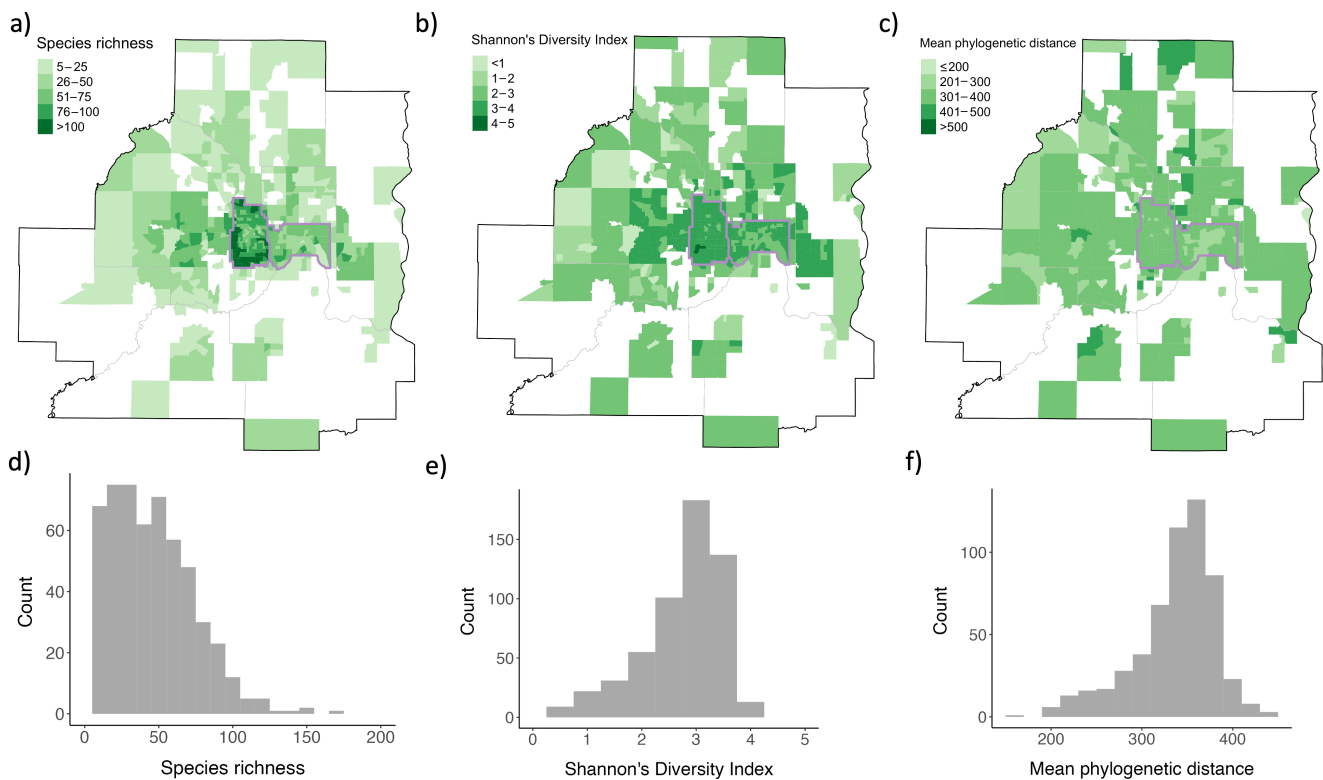 a)
Species richness
5−25
26−50
51−75
76−100
>100
b)
Shannon's Diversity Index
<1
1−2
2−3
3−4
4−5
c)
Mean phylogenetic distance
≤200
201−300
301−400
401−500
>500
d)
Count
60
40
20
0
0 50 100 150 200
Species richness
e)
Count
150
100
50
0
0 1 2 3 4 5
Shannon's Diversity Index
f)
Count
100
50
0
200 300 400
Mean phylogenetic distance